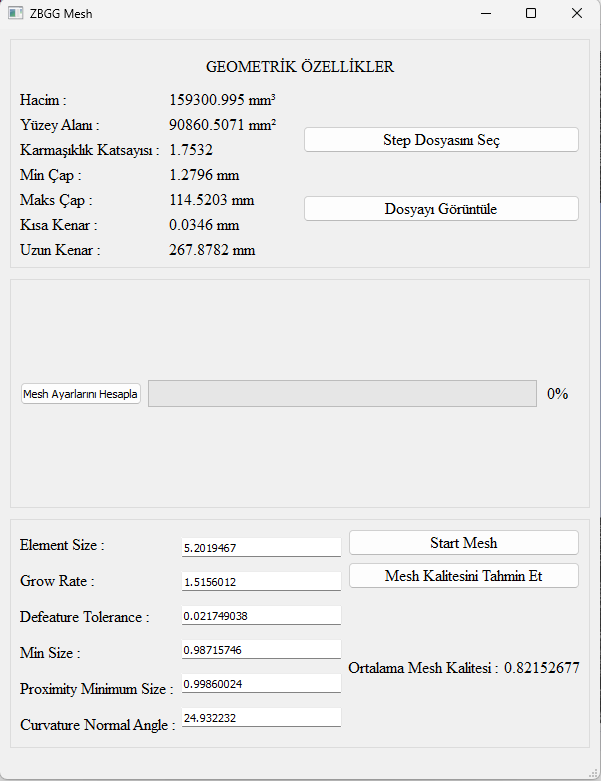 ZBGG Mesh
GEOMETRİK ÖZELLİKLER
Hacim : 159300.995 mm³
Yüzey Alanı : 90860.5071 mm²
Karmaşıklık Katsayısı : 1.7532
Min Çap : 1.2796 mm
Maks Çap : 114.5203 mm
Kısa Kenar : 0.0346 mm
Uzun Kenar : 267.8782 mm
Step Dosyasını Seç
Dosyayı Görüntüle
Mesh Ayarlarını Hesapla 0%
Element Size : 5.2019467
Grow Rate : 1.5156012
Defeature Tolerance : 0.021749038
Min Size : 0.98715746
Proximity Minimum Size : 0.99860024
Curvature Normal Angle : 24.932232
Start Mesh
Mesh Kalitesini Tahmin Et
Ortalama Mesh Kalitesi : 0.82152677